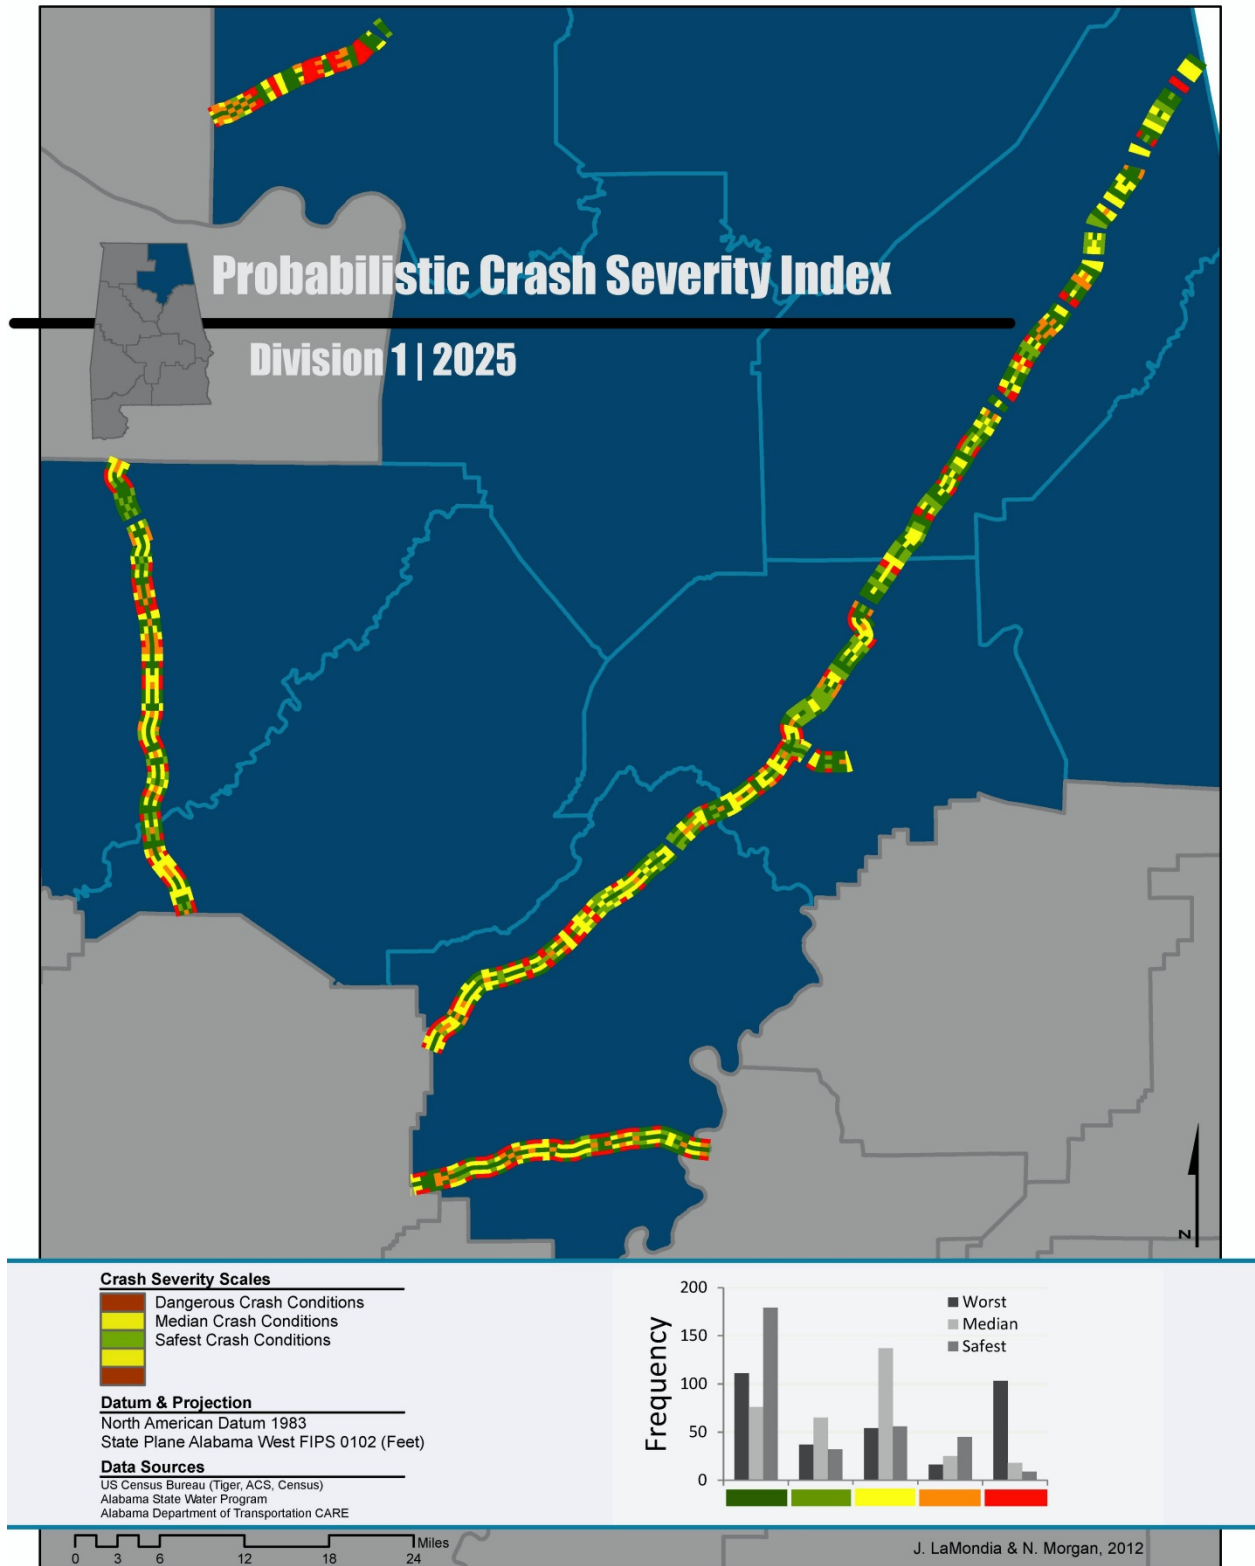 Probabilistic Crash Severity Index
Division 1 | 2025
Crash Severity Scales
Dangerous Crash Conditions
Median Crash Conditions
Safest Crash Conditions
Datum & Projection
North American Datum 1983
State Plane Alabama West FIPS 0102 (Feet)
Data Sources
US Census Bureau (Tiger, ACS, Census)
Alabama State Water Program
Alabama Department of Transportation CARE
Frequency
200
150
100
50
0
Worst
Median
Safest
N
Miles
0 3 6 12 18 24
J. LaMondia & N. Morgan, 2012